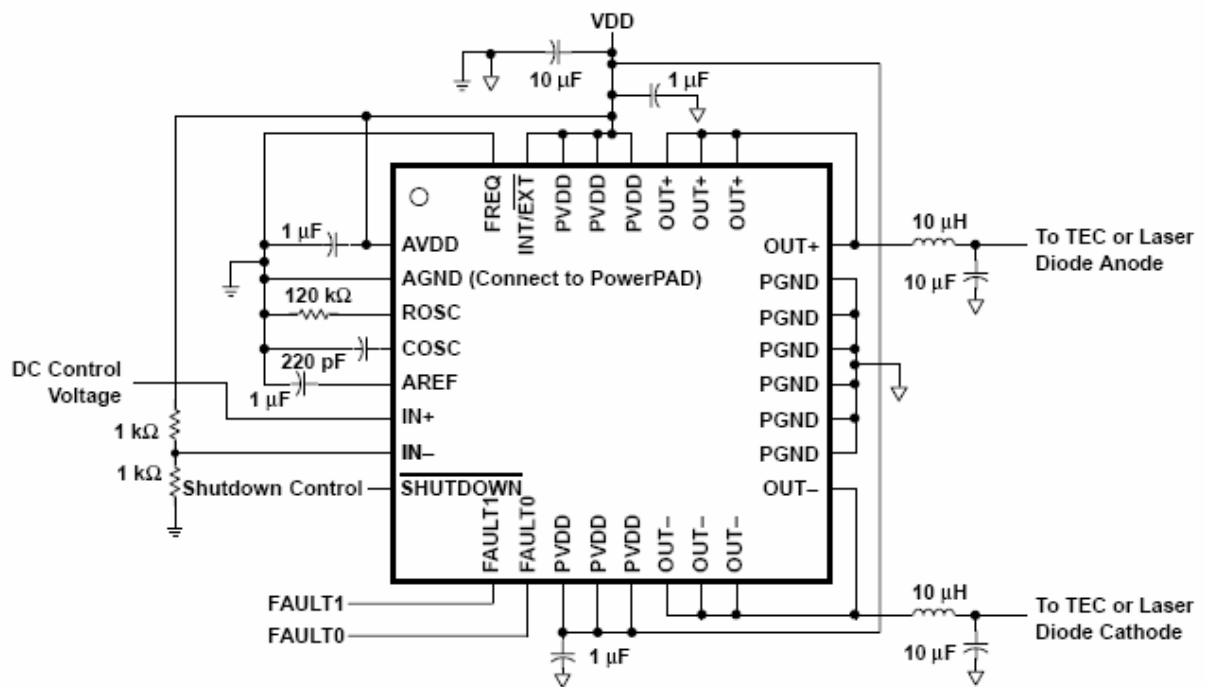 VDD
10 µF
1 µF
FREQ
INT/EXT
PVDD
PVDD
PVDD
OUT+
OUT+
OUT+
1 µF
AVDD
AGND (Connect to PowerPAD)
120 kΩ
ROSC
COSC
220 pF
AREF
1 µF
DC Control
Voltage
IN+
1 kΩ
IN–
1 kΩ
Shutdown Control
SHUTDOWN
OUT+
PGND
PGND
PGND
PGND
PGND
PGND
OUT–
10 µH
To TEC or Laser
Diode Anode
10 µF
FAULT1
FAULT0
PVDD
PVDD
PVDD
OUT–
OUT–
OUT–
FAULT1
FAULT0
1 µF
10 µH
To TEC or Laser
Diode Cathode
10 µF